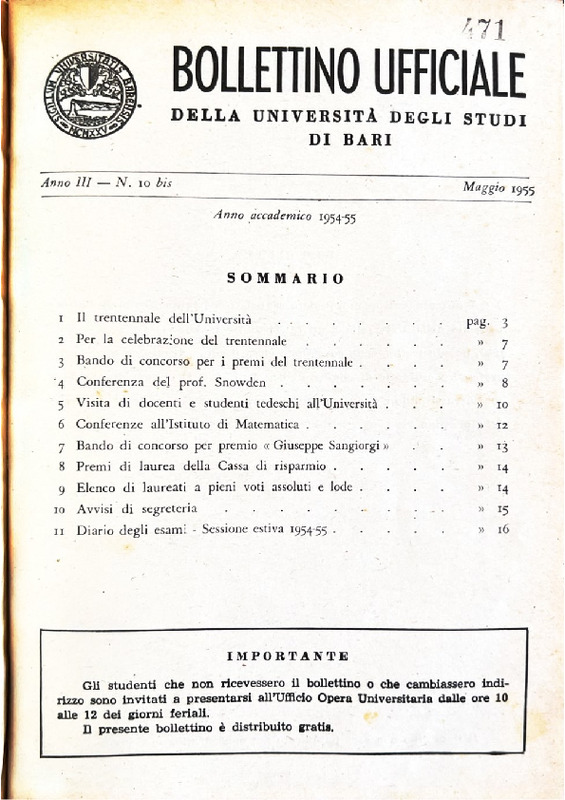 471
SIGILLVM VNIVERSITATIS BARENSIS
MCMXXV
BOLLETTINO UFFICIALE
DELLA UNIVERSITÀ DEGLI STUDI
DI BARI
Anno III — N. 10 bis Maggio 1955
Anno accademico 1954-55
SOMMARIO
1 Il trentennale dell'Università . . . . . . . . pag. 3
2 Per la celebrazione del trentennale . . . . . . » 7
3 Bando di concorso per i premi del trentennale . . . . » 7
4 Conferenza del prof. Snowden . . . . . . . » 8
5 Visita di docenti e studenti tedeschi all'Università . . . » 10
6 Conferenze all'Istituto di Matematica . . . . . . » 12
7 Bando di concorso per premio « Giuseppe Sangiorgi » . . » 13
8 Premi di laurea della Cassa di risparmio . . . . . » 14
9 Elenco di laureati a pieni voti assoluti e lode . . . . » 14
10 Avvisi di segreteria . . . . . . . . . » 15
11 Diario degli esami - Sessione estiva 1954-55 . . . . . » 16
IMPORTANTE
Gli studenti che non ricevessero il bollettino o che cambiassero indi-
rizzo sono invitati a presentarsi all'Ufficio Opera Universitaria dalle ore 10
alle 12 dei giorni feriali.
Il presente bollettino è distribuito gratis.